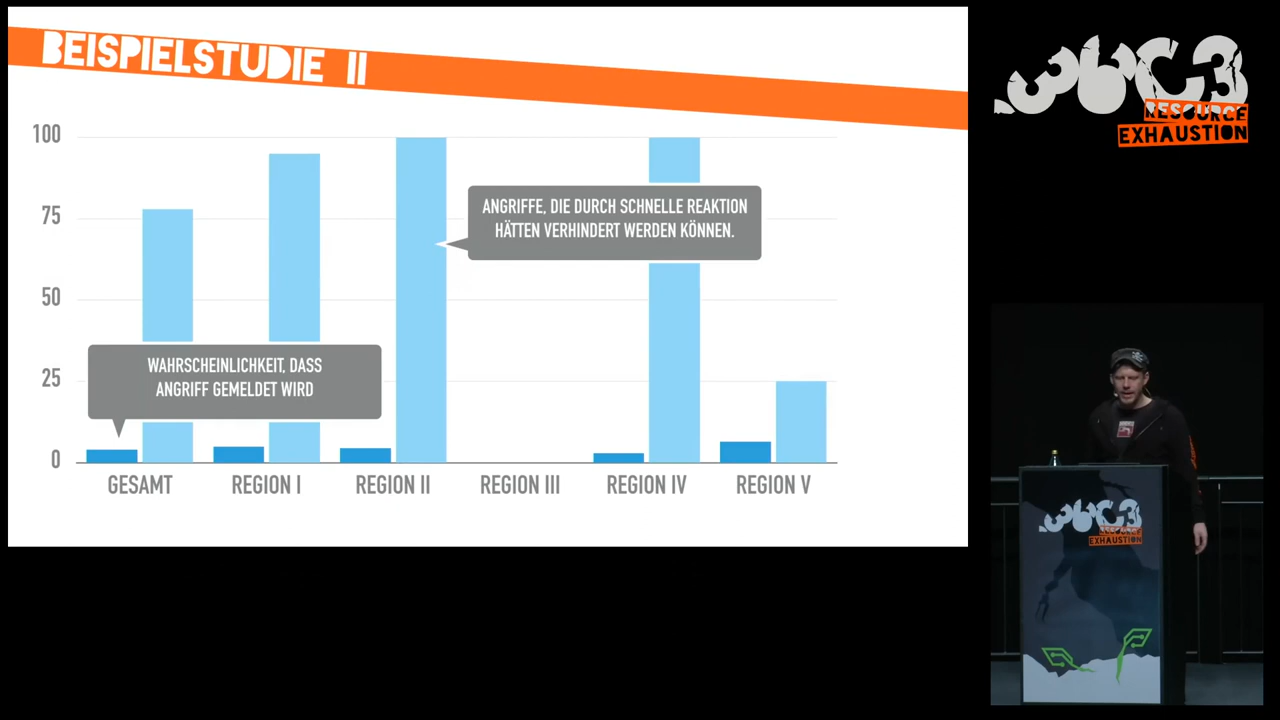 BEISPIELSTUDIE II
100
75
50
25
0
ANGRIFFE, DIE DURCH SCHNELLE REAKTION
HÄTTEN VERHINDERT WERDEN KÖNNEN.
WAHRSCHEINLICHKEIT, DASS
ANGRIFF GEMELDET WIRD
GESAMT
REGION I
REGION II
REGION III
REGION IV
REGION V
36C3
RESOURCE
EXHAUSTION
36C3
RESOURCE
EXHAUSTION